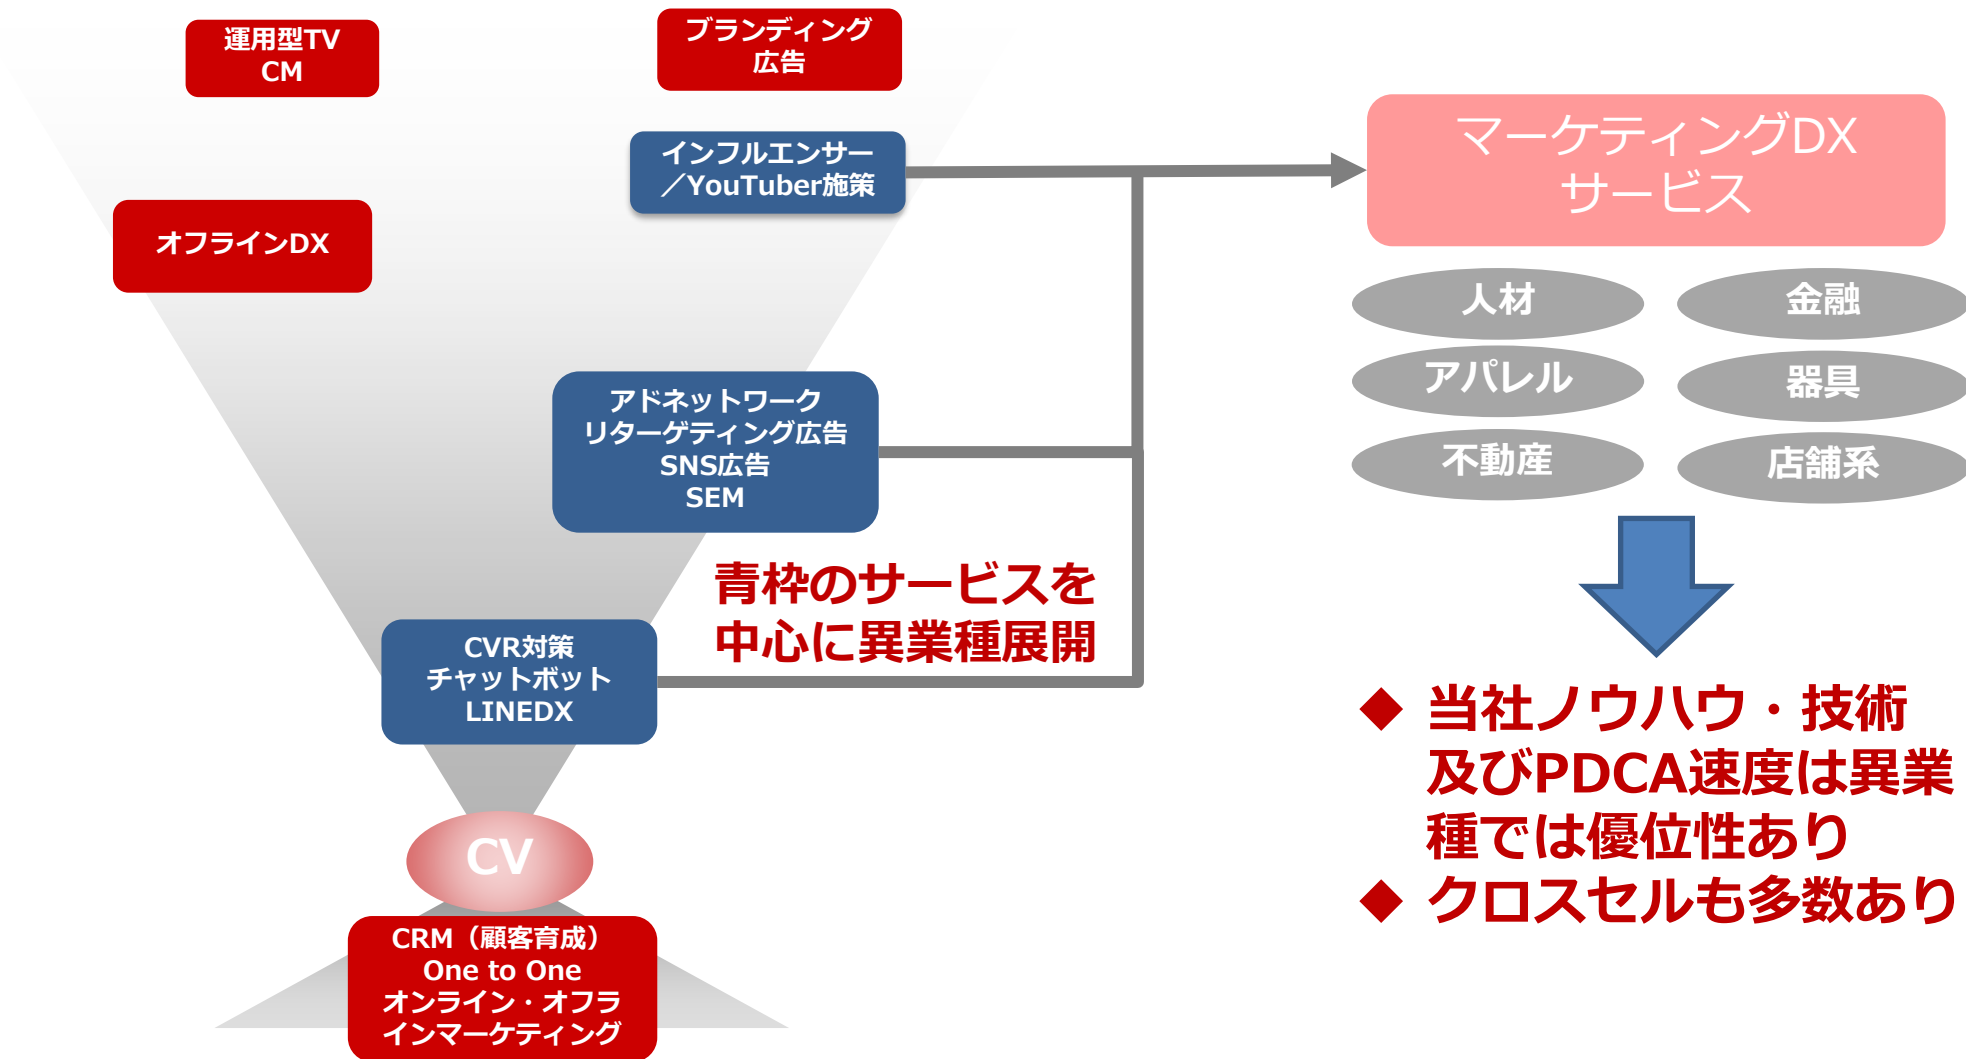 運用型TV
CM
ブランディング
広告
インフルエンサー
／YouTuber施策
オフラインDX
アドネットワーク
リターゲティング広告
SNS広告
SEM
青枠のサービスを
中心に異業種展開
CVR対策
チャットボット
LINEDX
CV
CRM（顧客育成）
One to One
オンライン・オフラ
インマーケティング
マーケティングDX
サービス
人材
金融
アパレル
器具
不動産
店舗系
◆ 当社ノウハウ・技術
及びPDCA速度は異業
種では優位性あり
◆ クロスセルも多数あり